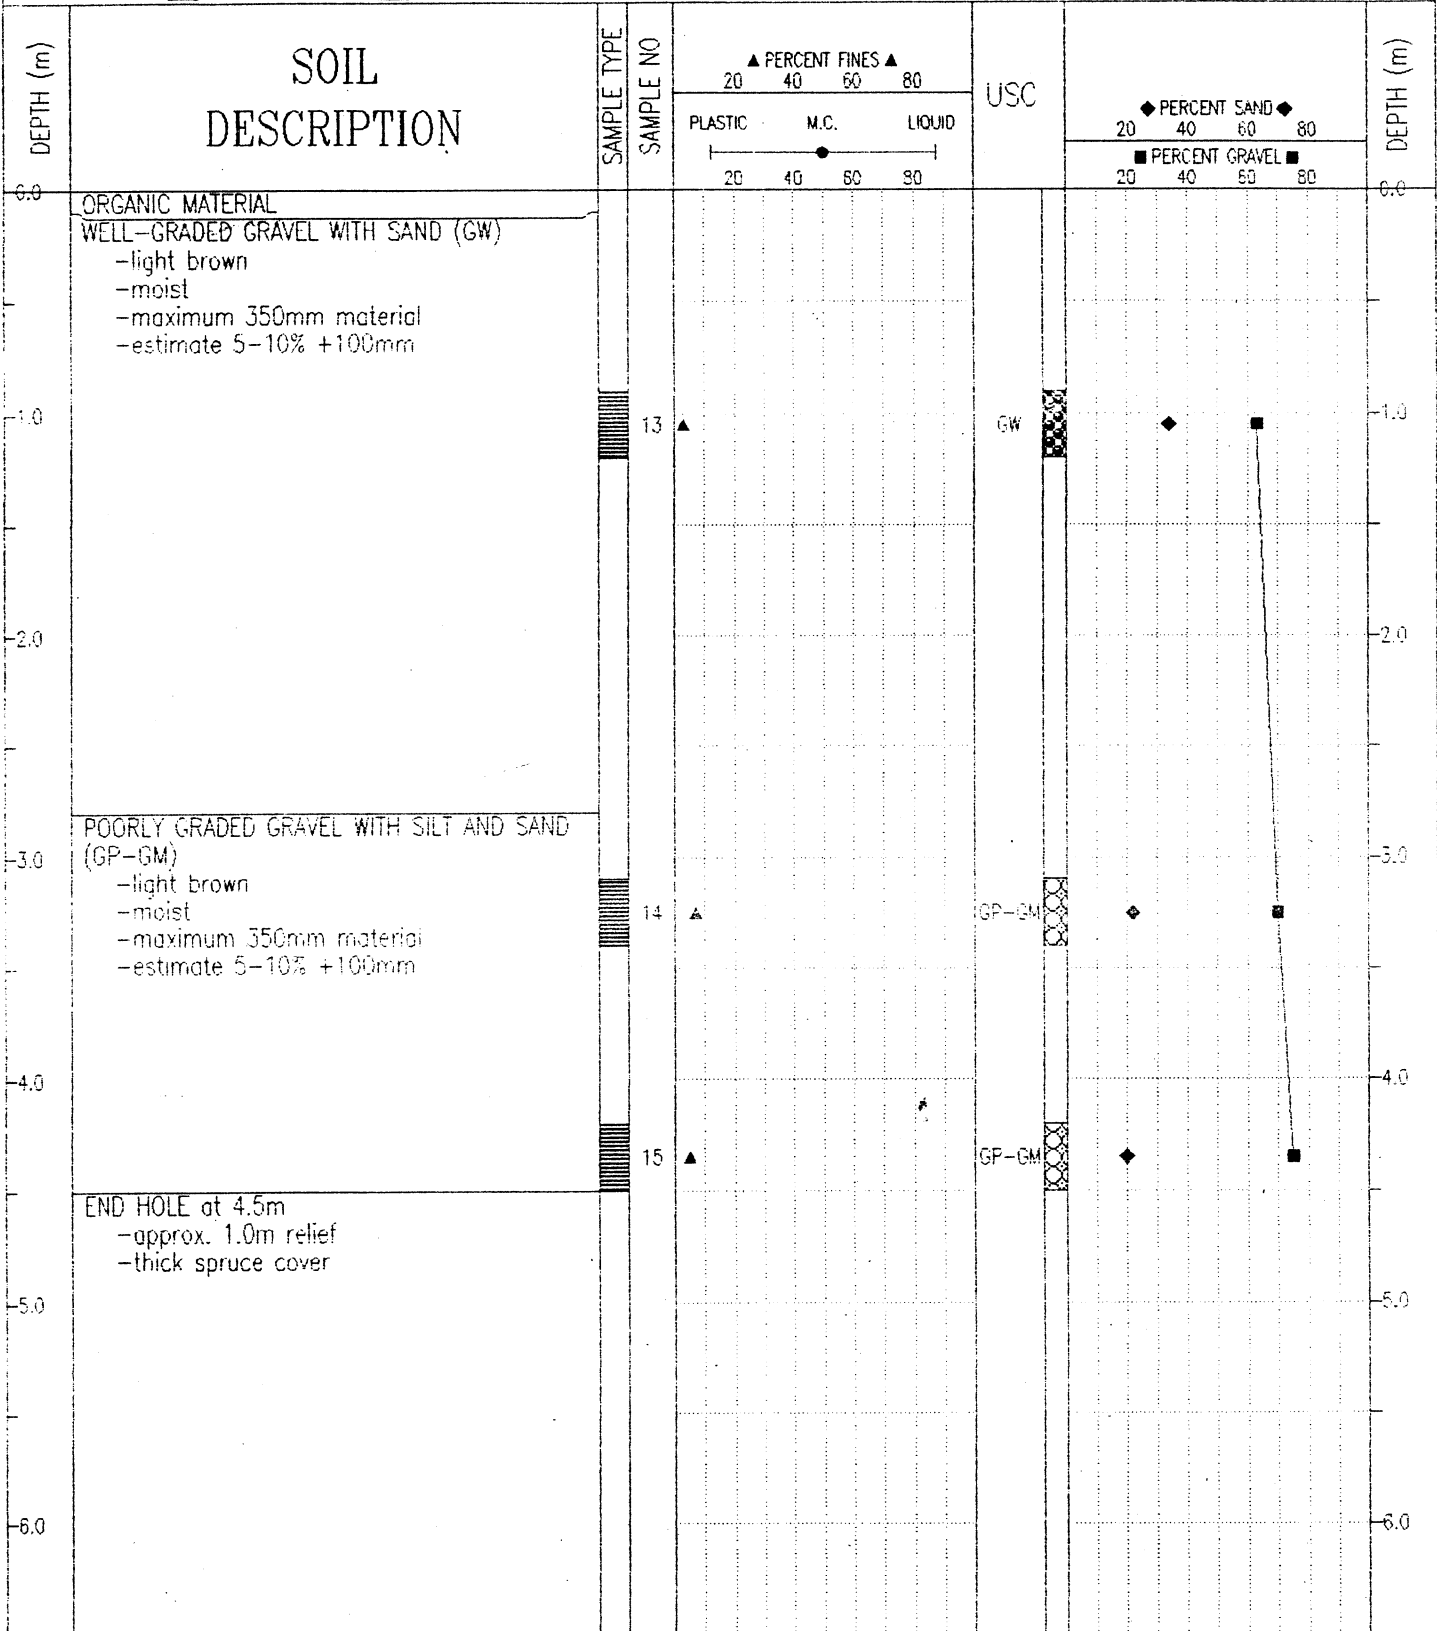 DEPTH (m)
SOIL
DESCRIPTION
SAMPLE TYPE
SAMPLE NO
▲ PERCENT FINES ▲
20 40 60 80
PLASTIC M.C. LIQUID
20 40 60 80
USC
◆ PERCENT SAND ◆
20 40 60 80
■ PERCENT GRAVEL ■
20 40 60 80
DEPTH (m)
0.0
0.0
ORGANIC MATERIAL
WELL-GRADED GRAVEL WITH SAND (GW)
-light brown
-moist
-maximum 350mm material
-estimate 5-10% +100mm
1.0
13
GW
1.0
2.0
2.0
POORLY GRADED GRAVEL WITH SILT AND SAND
(GP-GM)
3.0
3.0
-light brown
-moist
14
GP-GM
-maximum 350mm material
-estimate 5-10% +100mm
4.0
4.0
15
GP-GM
END HOLE at 4.5m
-approx. 1.0m relief
-thick spruce cover
5.0
5.0
6.0
6.0